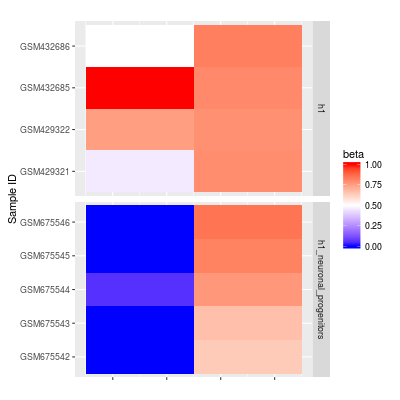 GSM432686
GSM432685
GSM429322
GSM429321
h1
GSM675546
GSM675545
GSM675544
GSM675543
GSM675542
h1_neuronal_progenitors
Sample ID
beta
1.00
0.75
0.50
0.25
0.00